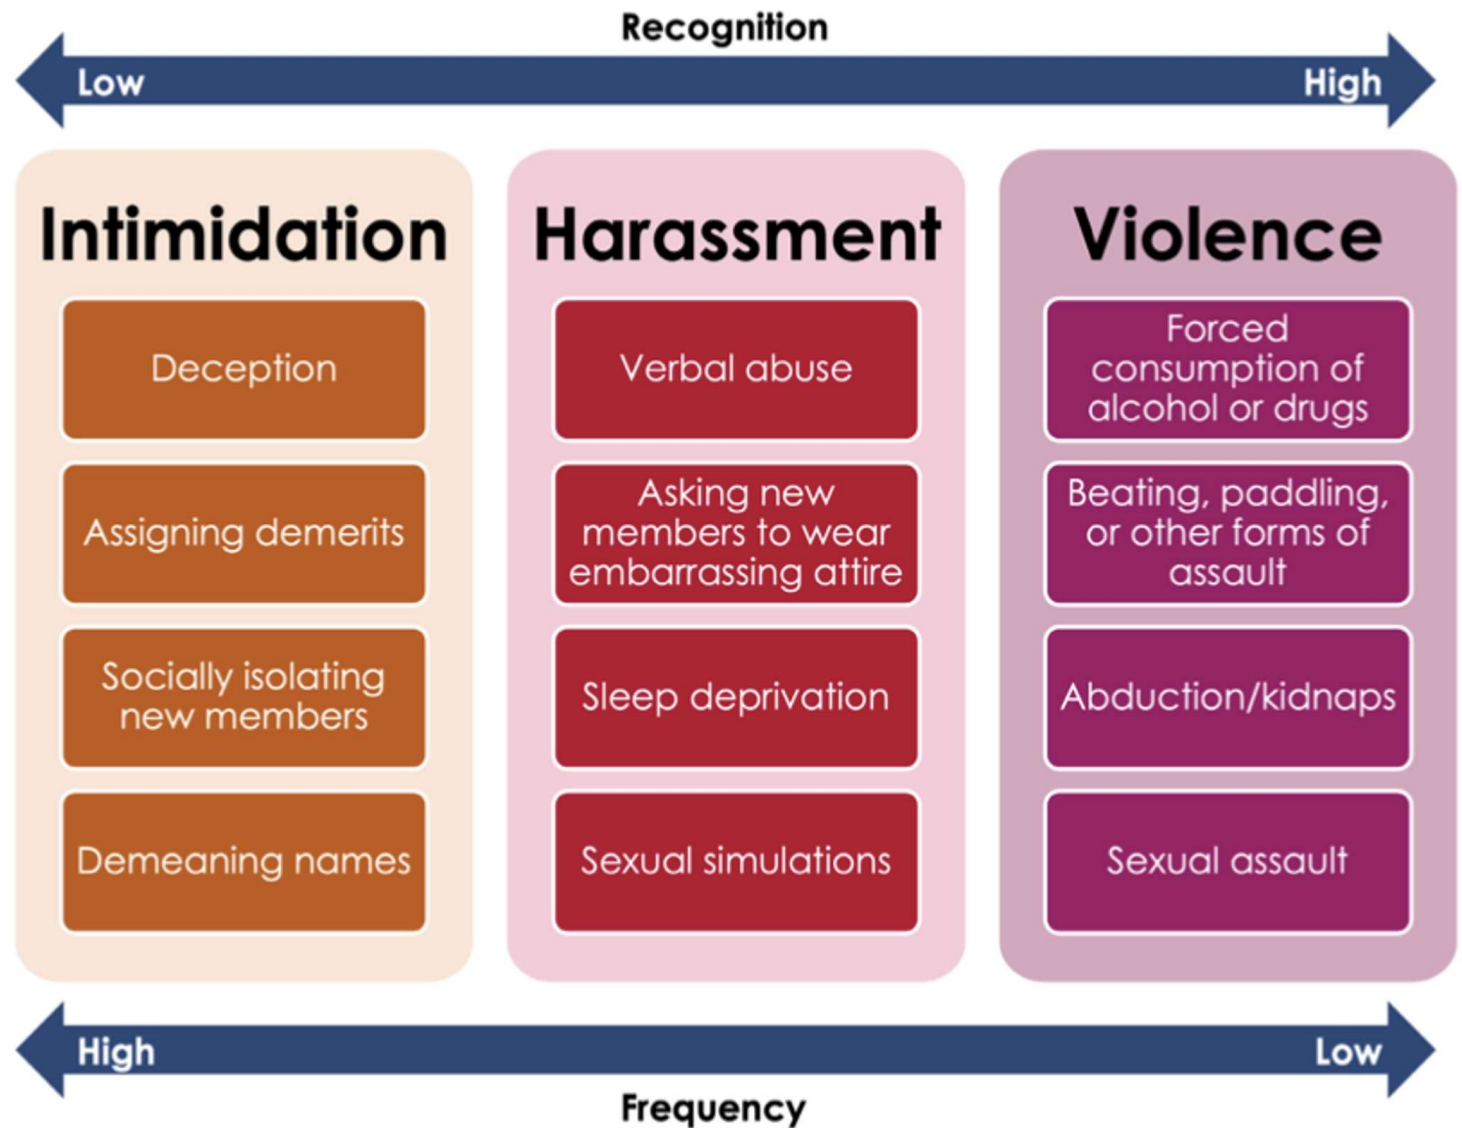 Recognition
Low
High
Intimidation
Deception
Assigning demerits
Socially isolating
new members
Demeaning names
Harassment
Verbal abuse
Asking new
members to wear
embarrassing attire
Sleep deprivation
Sexual simulations
Violence
Forced
consumption of
alcohol or drugs
Beating, paddling,
or other forms of
assault
Abduction/kidnaps
Sexual assault
High
Low
Frequency